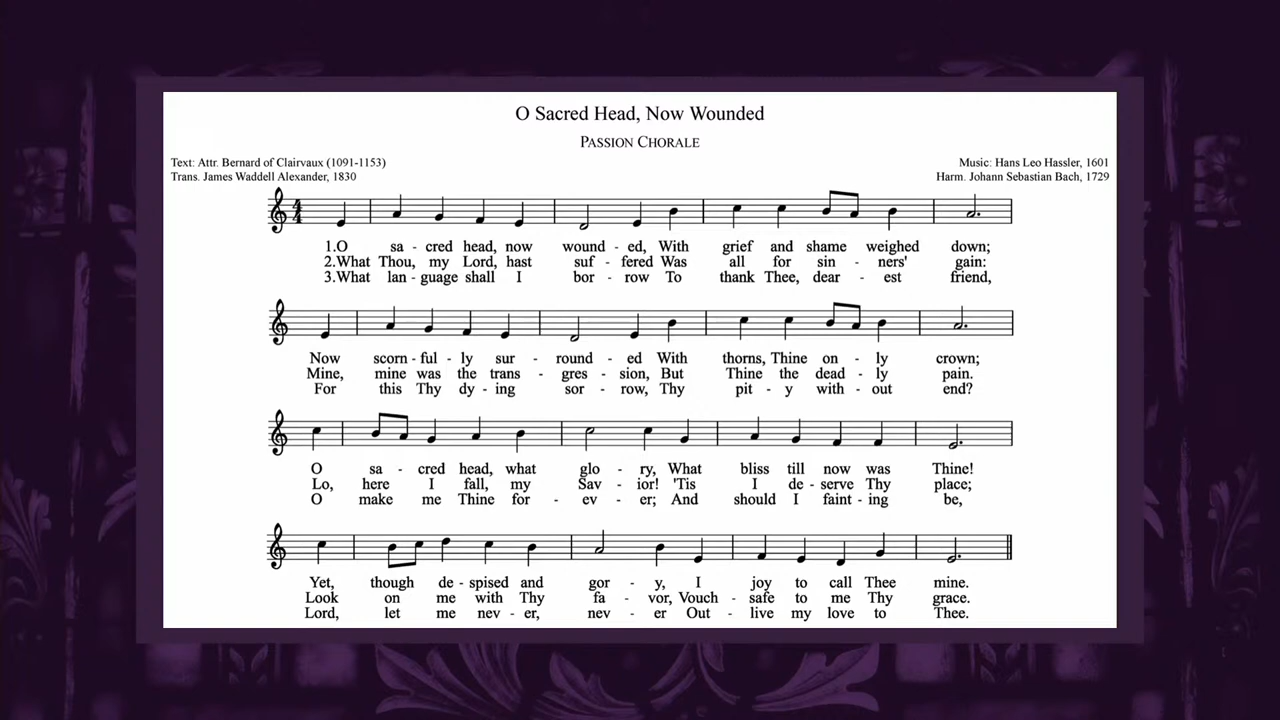 O Sacred Head, Now Wounded
PASSION CHORALE
Text: Attr. Bernard of Clairvaux (1091-1153)
Trans. James Waddell Alexander, 1830
Music: Hans Leo Hassler, 1601
Harm. Johann Sebastian Bach, 1729
1.O sa - cred head, now wound - ed, With grief and shame weighed down;
2.What Thou, my Lord, hast suf - fered Was all for sin - ners' gain:
3.What lan - guage shall I bor - row To thank Thee, dear - est friend,
Now scorn - ful - ly sur - round - ed With thorns, Thine on - ly crown;
Mine, mine was the trans - gres - sion, But Thine the dead - ly pain.
For this Thy dy - ing sor - row, Thy pit - y with - out end?
O sa - cred head, what glo - ry, What bliss till now was Thine!
Lo, here I fall, my Sav - ior! 'Tis I de - serve Thy place;
O make me Thine for - ev - er; And should I faint - ing be,
Yet, though de - spised and gor - y, I joy to call Thee mine.
Look on me with Thy fa - vor, Vouch - safe to me Thy grace.
Lord, let me nev - er, nev - er Out - live my love to Thee.